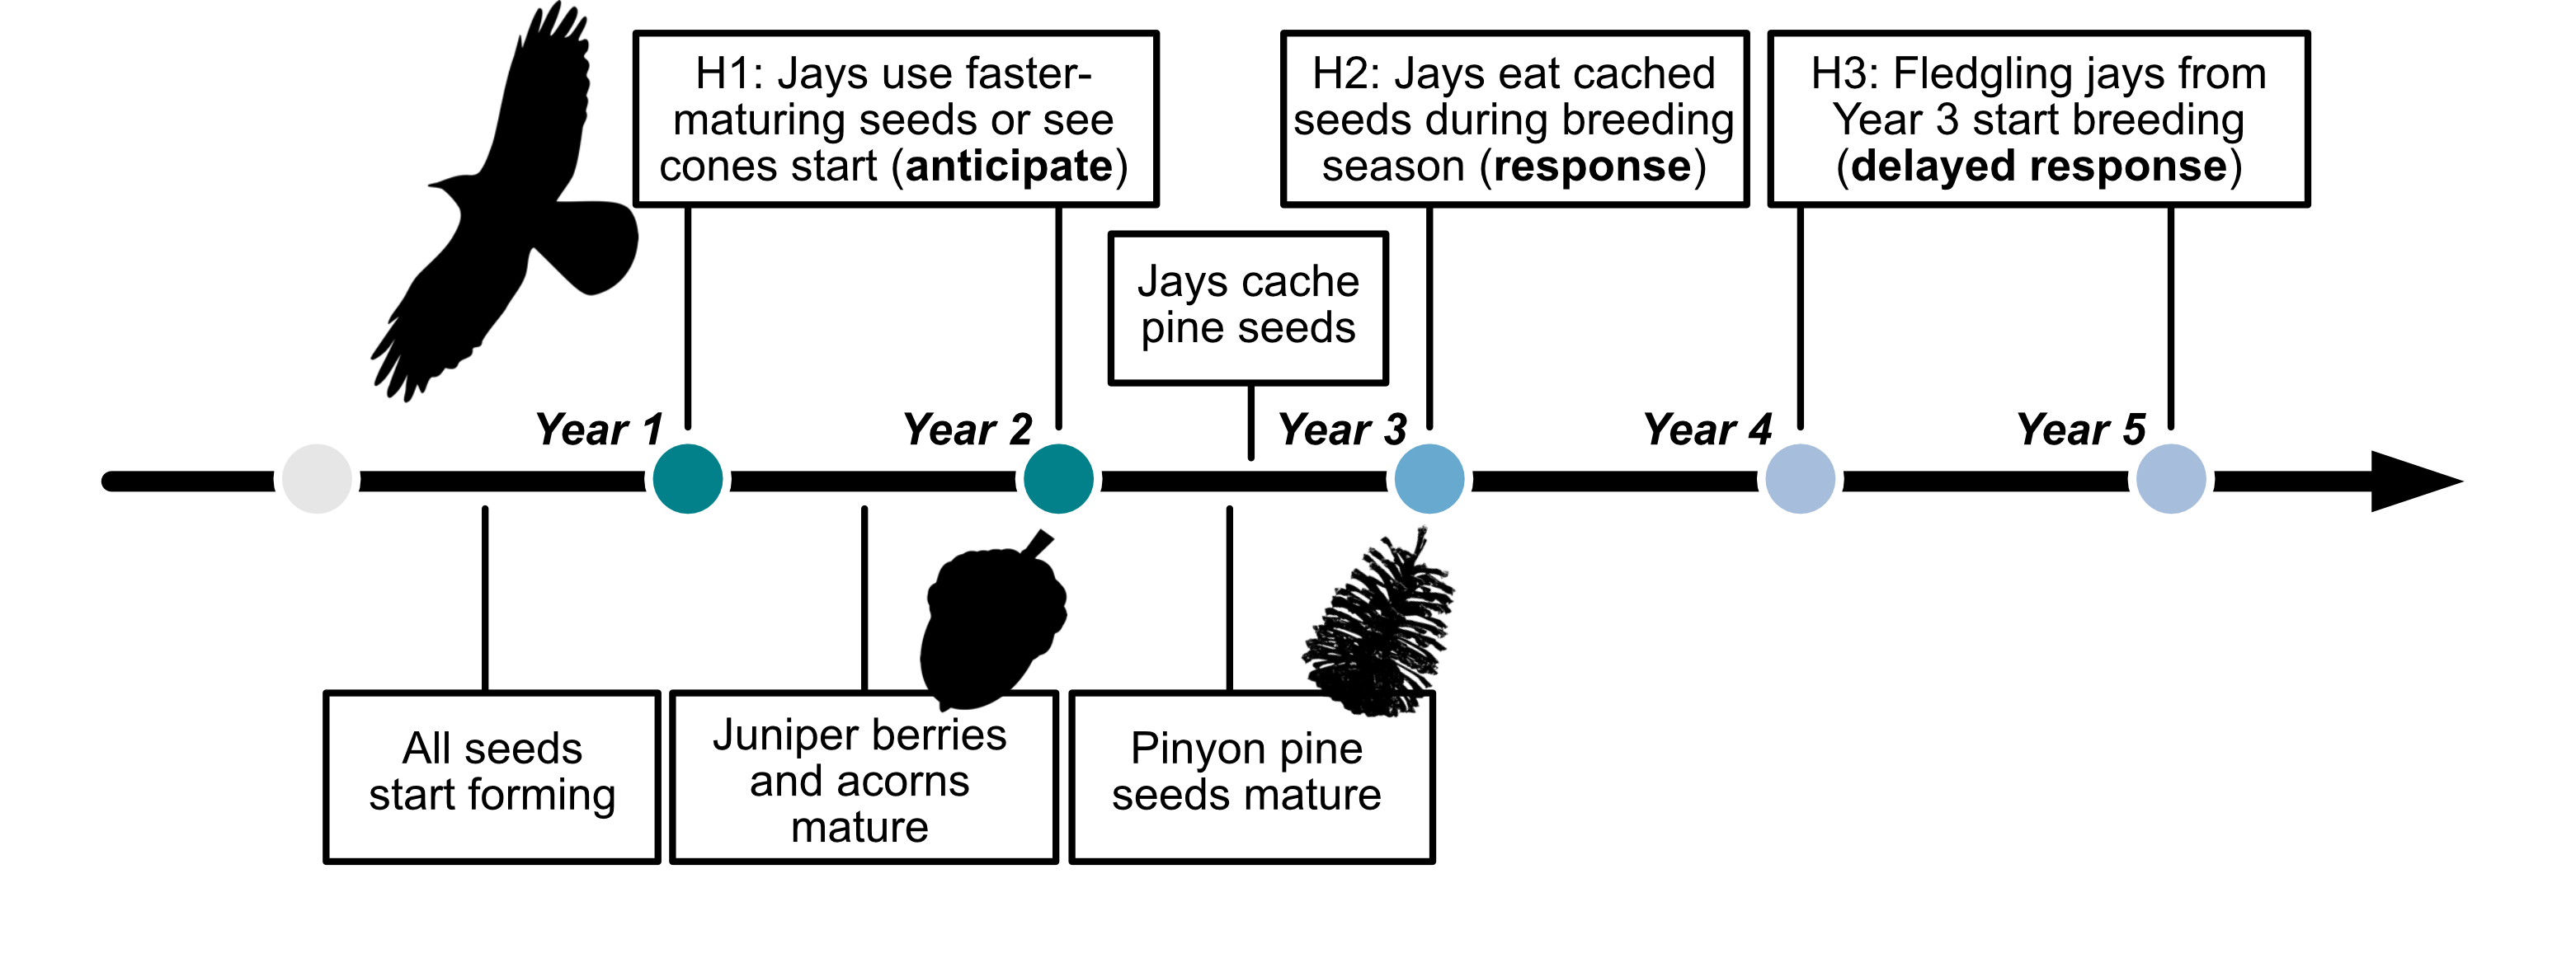 H1: Jays use faster-
maturing seeds or see
cones start (anticipate)
H2: Jays eat cached
seeds during breeding
season (response)
H3: Fledgling jays from
Year 3 start breeding
(delayed response)
Jays cache
pine seeds
Year 1
Year 2
Year 3
Year 4
Year 5
All seeds
start forming
Juniper berries
and acorns
mature
Pinyon pine
seeds mature